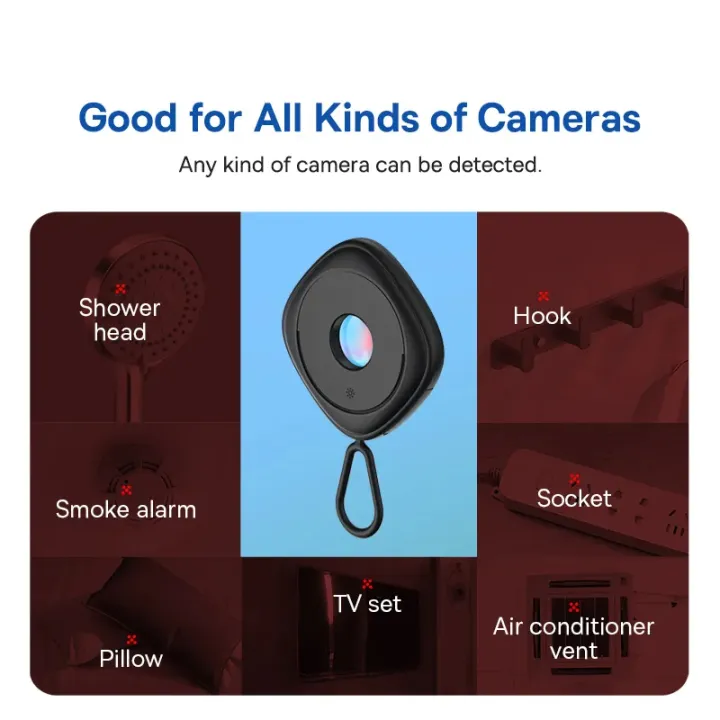 Good for All Kinds of Cameras
Any kind of camera can be detected.
Shower
head
Hook
Smoke alarm
Socket
Pillow
TV set
Air conditioner
vent